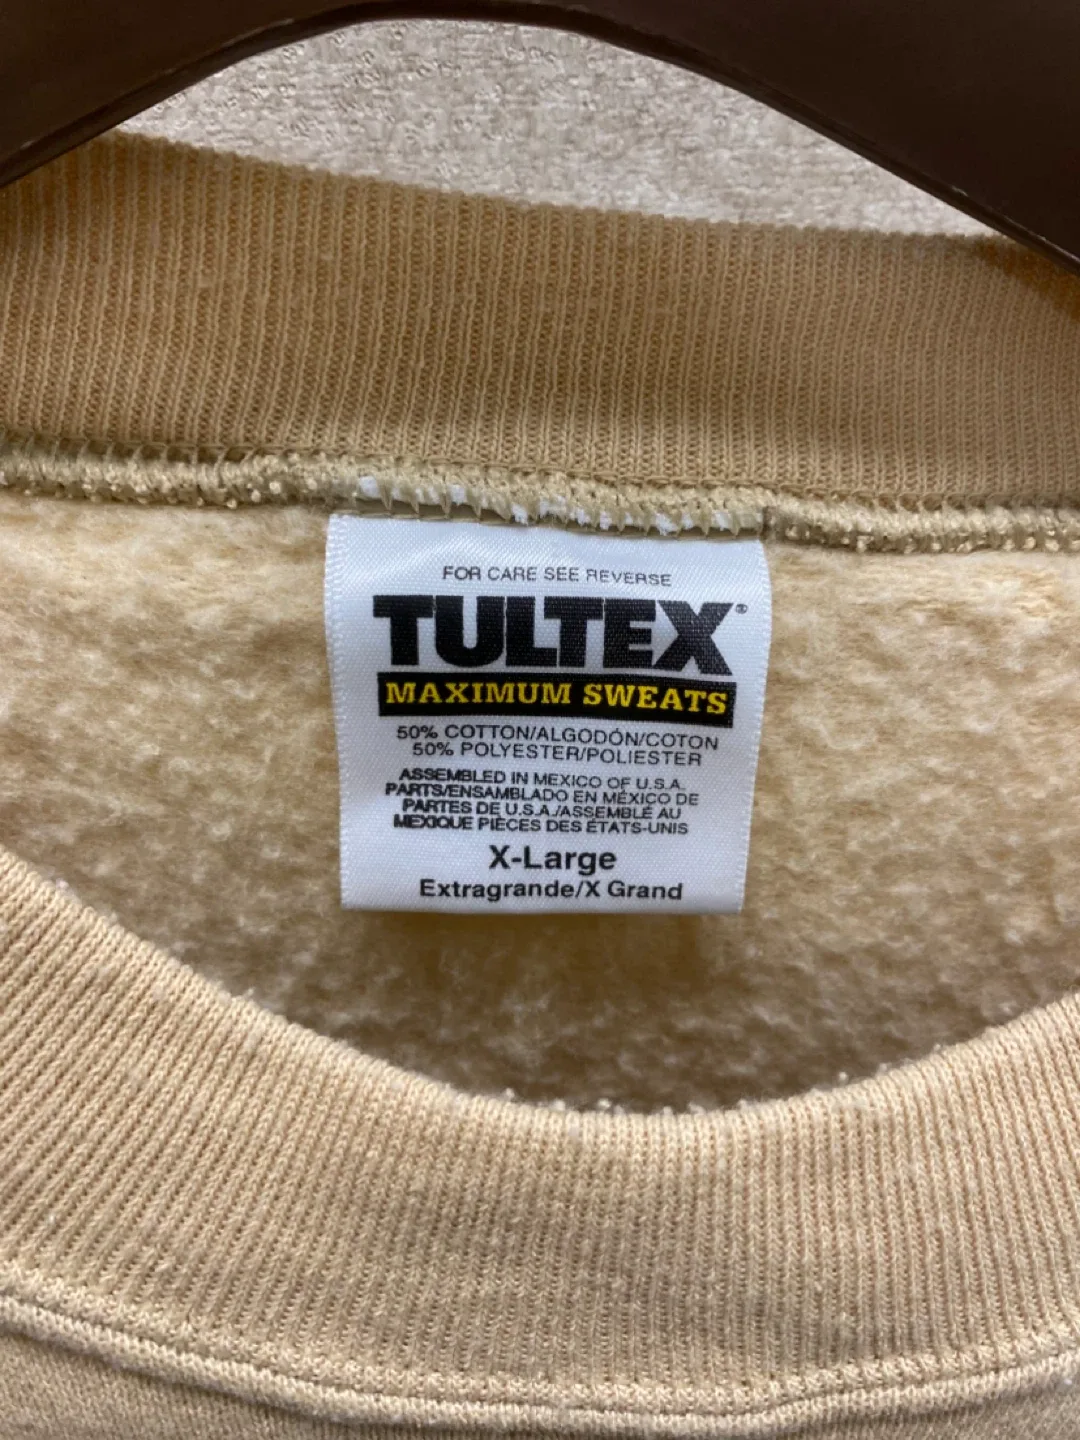 FOR CARE SEE REVERSE
TULTEX®
MAXIMUM SWEATS
50% COTTON/ALGODÓN/COTON
50% POLYESTER/POLIESTER
ASSEMBLED IN MEXICO OF U.S.A.
PARTS/ENSAMBLADO EN MÉXICO DE
PARTES DE U.S.A./ASSEMBLÉ AU
MEXIQUE PIÈCES DES ÉTATS-UNIS
X-Large
Extragrande/X Grand